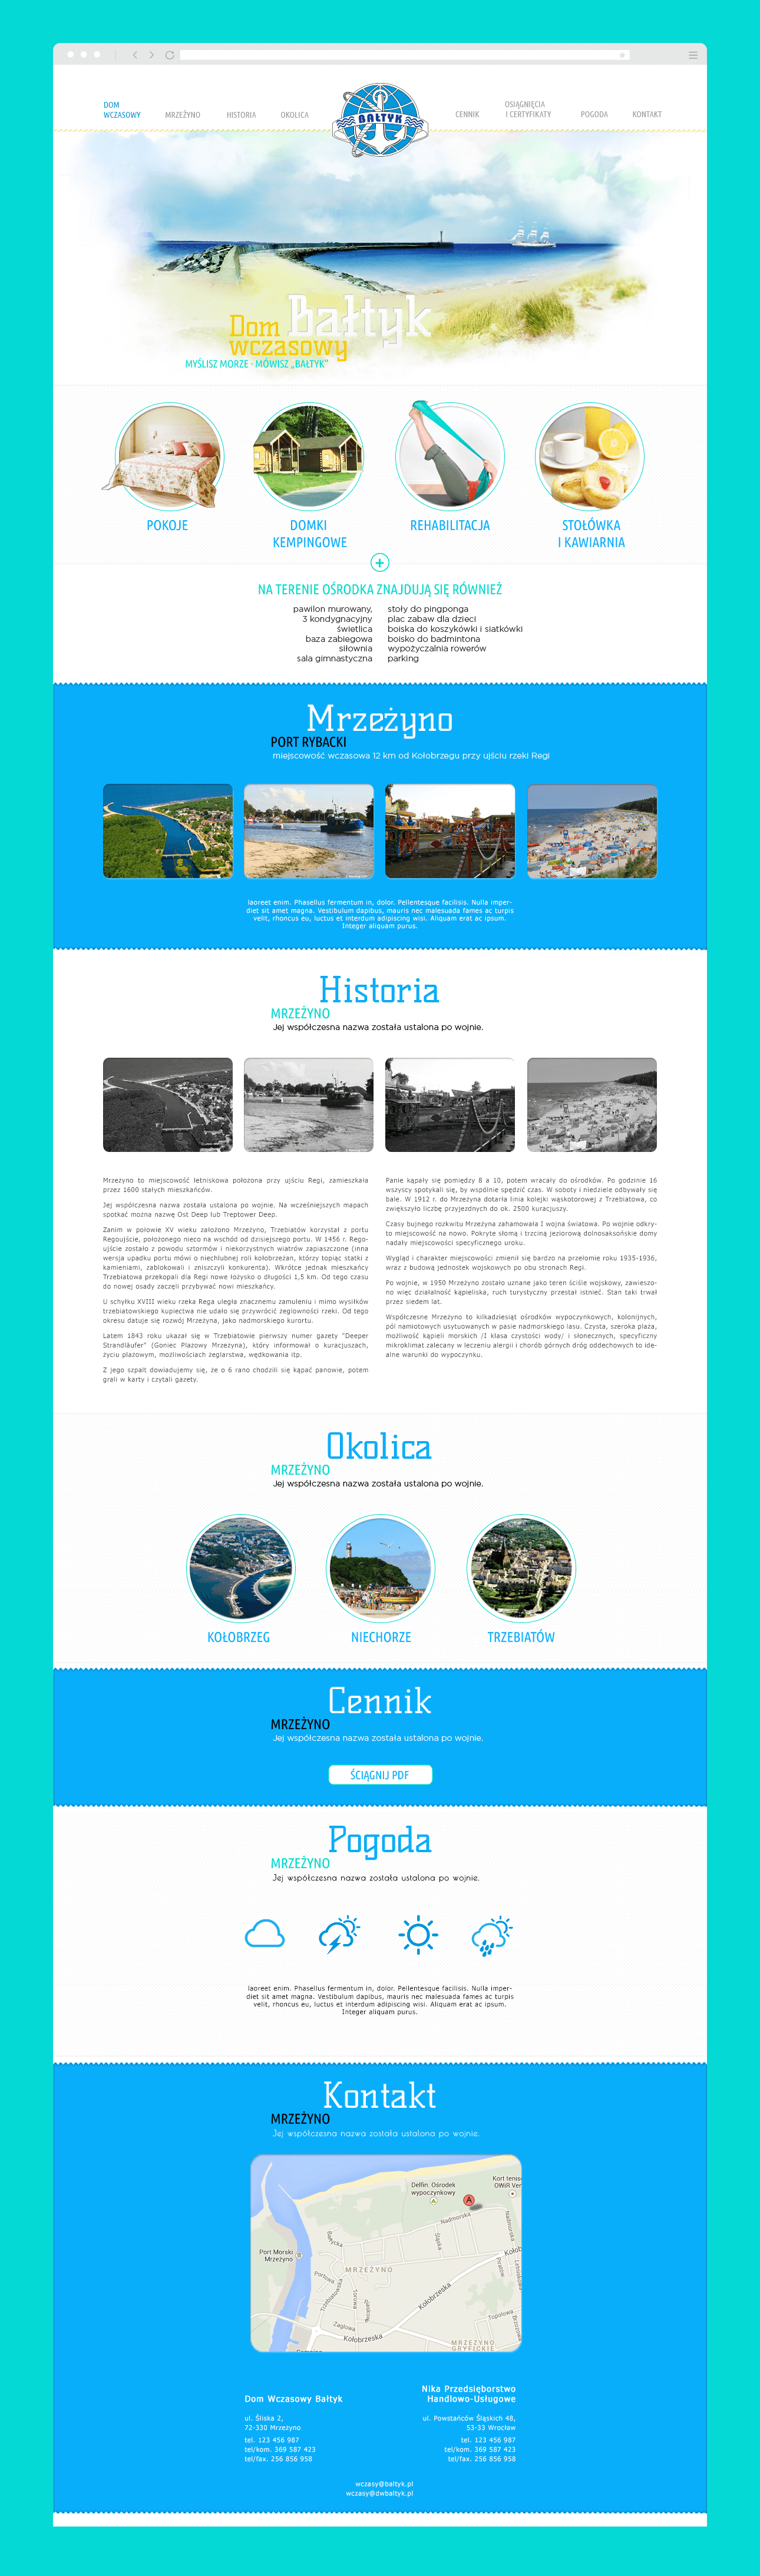 DOM
WCZASOWY
MRZEŻYNO
HISTORIA
OKOLICA
BAŁTYK
CENNIK
OSIĄGNIĘCIA
I CERTYFIKATY
POGODA
KONTAKT
Dom Bałtyk
wczasowy
MYŚLISZ MORZE - MÓWISZ „BAŁTYK”
POKOJE
DOMKI
KEMPINGOWE
REHABILITACJA
STOŁÓWKA
I KAWIARNIA
NA TERENIE OŚRODKA ZNAJDUJĄ SIĘ RÓWNIEŻ
pawilon murowany,
3 kondygnacyjny
świetlica
baza zabiegowa
siłownia
sala gimnastyczna
stoły do pingponga
plac zabaw dla dzieci
boiska do koszykówki i siatkówki
boisko do badmintona
wypożyczalnia rowerów
parking
Mrzeżyno
PORT RYBACKI
miejscowość wczasowa 12 km od Kołobrzegu przy ujściu rzeki Regi
laoreet enim. Phasellus fermentum in, dolor. Pellentesque facilisis. Nulla imper-
diet sit amet magna. Vestibulum dapibus, mauris nec malesuada fames ac turpis
velit, rhoncus eu, luctus et interdum adipiscing wisi. Aliquam erat ac ipsum.
Integer aliquam purus.
Historia
MRZEŻYNO
Jej współczesna nazwa została ustalona po wojnie.
Mrzeżyno to miejscowość letniskowa położona przy ujściu Regi, zamieszkała
przez 1600 stałych mieszkańców.
Jej współczesna nazwa została ustalona po wojnie. Na wcześniejszych mapach
spotkać można nazwę Ost Deep lub Treptower Deep.
Zanim w połowie XV wieku założono Mrzeżyno, Trzebiatów korzystał z portu
Regoujście, położonego nieco na wschód od dzisiejszego portu. W 1456 r. Rego-
ujście zostało z powodu sztormów i niekorzystnych wiatrów zapiaszczone (inna
wersja upadku portu mówi o niechlubnej roli kołobrzeżan, którzy topiąc statki z
kamieniami, zablokowali i zniszczyli konkurenta). Wkrótce jednak mieszkańcy
Trzebiatowa przekopali dla Regi nowe łożysko o długości 1,5 km. Od tego czasu
do nowej osady zaczęli przybywać nowi mieszkańcy.
U schyłku XVIII wieku rzeka Rega uległa znacznemu zamuleniu i mimo wysiłków
trzebiatowskiego kupiectwa nie udało się przywrócić żeglowności rzeki. Od tego
okresu datuje się rozwój Mrzeżyna, jako nadmorskiego kurortu.
Latem 1843 roku ukazał się w Trzebiatowie pierwszy numer gazety "Deeper
Strandläufer" (Goniec Plażowy Mrzeżyna), który informował o kuracjuszach,
życiu plażowym, możliwościach żeglarstwa, wędkowania itp.
Z jego szpalt dowiadujemy się, że o 6 rano chodzili się kąpać panowie, potem
grali w karty i czytali gazety.
Panie kąpały się pomiędzy 8 a 10, potem wracały do ośrodków. Po godzinie 16
wszyscy spotykali się, by wspólnie spędzić czas. W soboty i niedziele odbywały się
bale. W 1912 r. do Mrzeżyna dotarła linia kolejki wąskotorowej z Trzebiatowa, co
zwiększyło liczbę przyjezdnych do ok. 2500 kuracjuszy.
Czasy bujnego rozkwitu Mrzeżyna zahamowała I wojna światowa. Po wojnie odkry-
to miejscowość na nowo. Pokryte słomą i trzciną jeziorową dolnosaksońskie domy
nadały miejscowości specyficznego uroku.
Wygląd i charakter miejscowości zmienił się bardzo na przełomie roku 1935-1936,
wraz z budową jednostek wojskowych po obu stronach Regi.
Po wojnie, w 1950 Mrzeżyno zostało uznane jako teren ściśle wojskowy, zawieszo-
no więc działalność kąpieliska, ruch turystyczny przestał istnieć. Stan taki trwał
przez siedem lat.
Współczesne Mrzeżyno to kilkadziesiąt ośrodków wypoczynkowych, kolonijnych,
pól namiotowych usytuowanych w pasie nadmorskiego lasu. Czysta, szeroka plaża,
możliwość kąpieli morskich /I klasa czystości wody/ i słonecznych, specyficzny
mikroklimat zalecany w leczeniu alergii i chorób górnych dróg oddechowych to ide-
alne warunki do wypoczynku.
Okolica
MRZEŻYNO
Jej współczesna nazwa została ustalona po wojnie.
KOŁOBRZEG
NIECHORZE
TRZEBIATÓW
Cennik
MRZEŻYNO
Jej współczesna nazwa została ustalona po wojnie.
ŚCIĄGNIJ PDF
Pogoda
MRZEŻYNO
Jej współczesna nazwa została ustalona po wojnie.
laoreet enim. Phasellus fermentum in, dolor. Pellentesque facilisis. Nulla imper-
diet sit amet magna. Vestibulum dapibus, mauris nec malesuada fames ac turpis
velit, rhoncus eu, luctus et interdum adipiscing wisi. Aliquam erat ac ipsum.
Integer aliquam purus.
Kontakt
MRZEŻYNO
Jej współczesna nazwa została ustalona po wojnie.
Kort tenis
OWiR Ver
Delfin. Ośrodek
wypoczynkowy
A
Nadmorska
Nadmorska
Bałtycka
Śląska
Port Morski
Mrzeżyno
MRZEŻYNO
Kołob
Piratów
Portowa
Trzebiatowska
Kołobrzeska
Żeglowa
Topolowa
Kołobrzeska
MRZEŻYNO
GRYFICKIE
Dom Wczasowy Bałtyk
ul. Śliska 2,
72-330 Mrzeżyno
tel. 123 456 987
tel/kom. 369 587 423
tel/fax. 256 856 958
Nika Przedsięborstwo
Handlowo-Usługowe
ul. Powstańców Śląskich 48,
53-33 Wrocław
tel. 123 456 987
tel/kom. 369 587 423
tel/fax. 256 856 958
wczasy@baltyk.pl
wczasy@dwbaltyk.pl